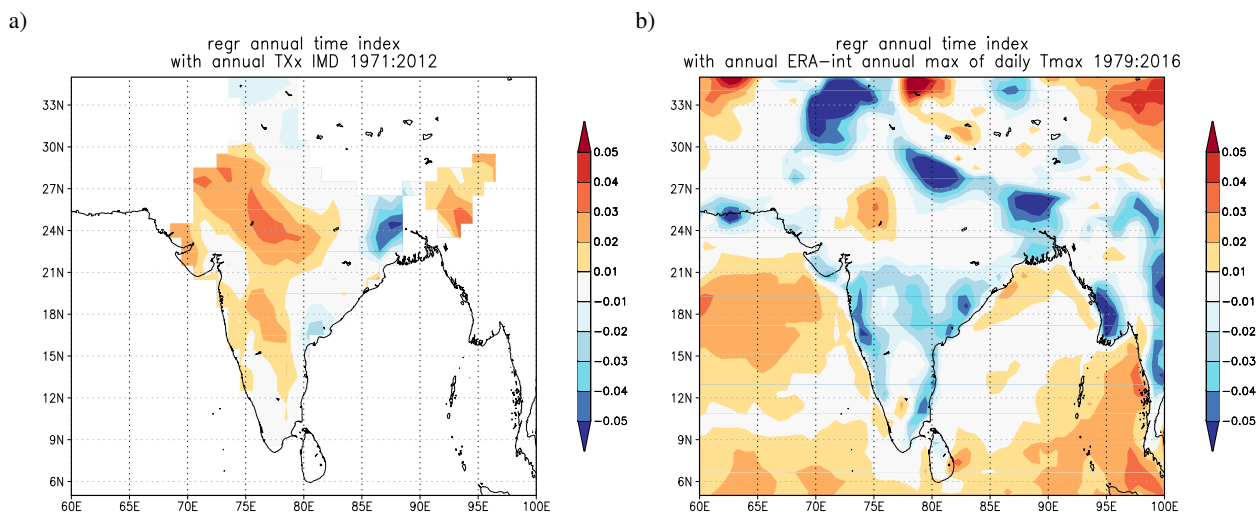 a)
regr annual time index
with annual TXx IMD 1971:2012
33N
30N
27N
24N
21N
18N
15N
12N
9N
6N
60E 65E 70E 75E 80E 85E 90E 95E 100E
0.05
0.04
0.03
0.02
0.01
−0.01
−0.02
−0.03
−0.04
−0.05
b)
regr annual time index
with annual ERA−int annual max of daily Tmax 1979:2016
33N
30N
27N
24N
21N
18N
15N
12N
9N
6N
60E 65E 70E 75E 80E 85E 90E 95E 100E
0.05
0.04
0.03
0.02
0.01
−0.01
−0.02
−0.03
−0.04
−0.05